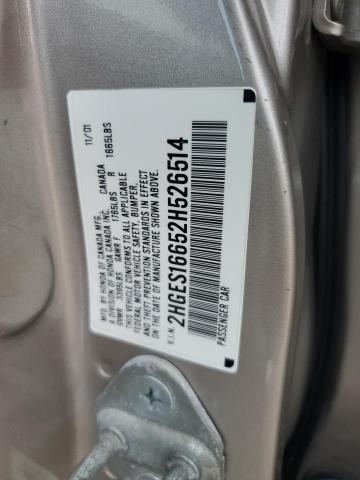 MFD. BY HONDA OF CANADA MFG.    CANADA    11/01
A DIVISION OF HONDA CANADA INC.
GVWR 3395LBS GAWR F 1765LBS R 1665LBS
THIS VEHICLE CONFORMS TO ALL APPLICABLE
FEDERAL MOTOR VEHICLE SAFETY, BUMPER,
AND THEFT PREVENTION STANDARDS IN EFFECT
ON THE DATE OF MANUFACTURE SHOWN ABOVE.
V.I.N. 2HGES16652H526514
PASSENGER CAR